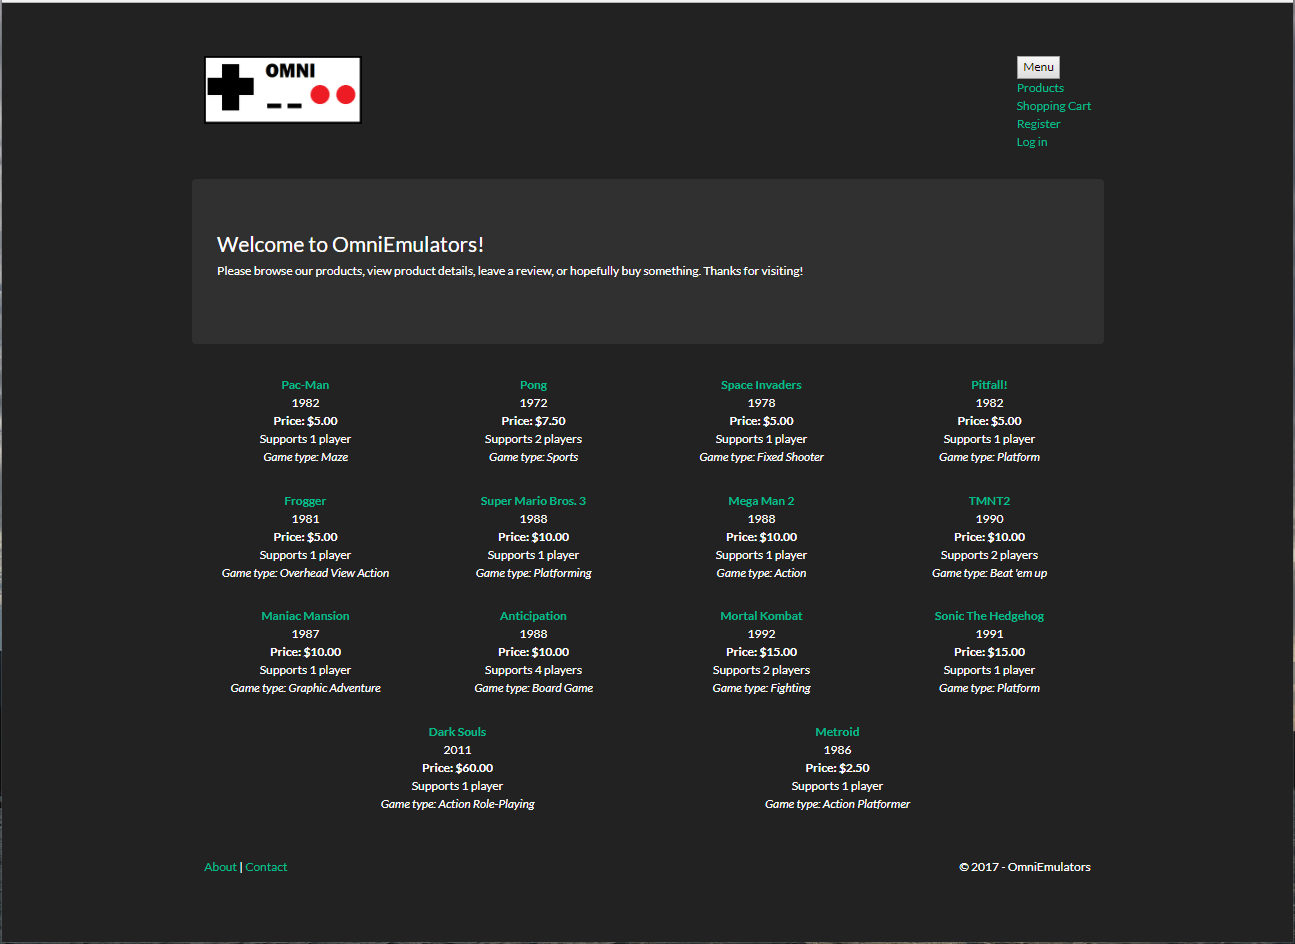 OMNI
Menu
Products
Shopping Cart
Register
Log in
Welcome to OmniEmulators!
Please browse our products, view product details, leave a review, or hopefully buy something. Thanks for visiting!
Pac-Man
1982
Price: $5.00
Supports 1 player
Game type: Maze
Pong
1972
Price: $7.50
Supports 2 players
Game type: Sports
Space Invaders
1978
Price: $5.00
Supports 1 player
Game type: Fixed Shooter
Pitfall!
1982
Price: $5.00
Supports 1 player
Game type: Platform
Frogger
1981
Price: $5.00
Supports 1 player
Game type: Overhead View Action
Super Mario Bros. 3
1988
Price: $10.00
Supports 1 player
Game type: Platforming
Mega Man 2
1988
Price: $10.00
Supports 1 player
Game type: Action
TMNT2
1990
Price: $10.00
Supports 2 players
Game type: Beat 'em up
Maniac Mansion
1987
Price: $10.00
Supports 1 player
Game type: Graphic Adventure
Anticipation
1988
Price: $10.00
Supports 4 players
Game type: Board Game
Mortal Kombat
1992
Price: $15.00
Supports 2 players
Game type: Fighting
Sonic The Hedgehog
1991
Price: $15.00
Supports 1 player
Game type: Platform
Dark Souls
2011
Price: $60.00
Supports 1 player
Game type: Action Role-Playing
Metroid
1986
Price: $2.50
Supports 1 player
Game type: Action Platformer
About | Contact
© 2017 - OmniEmulators